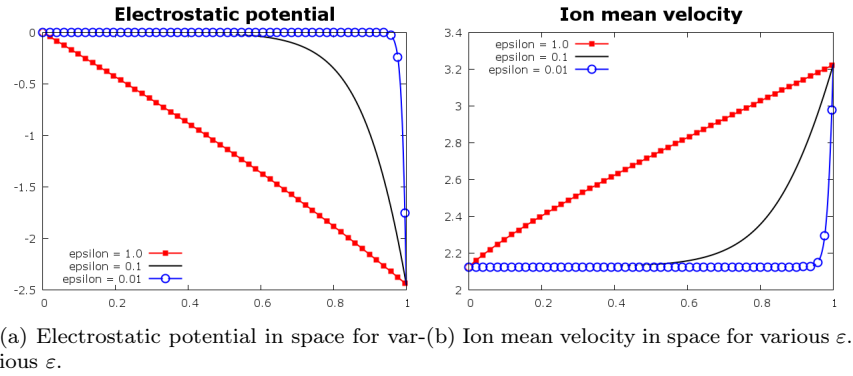 Electrostatic potential
0
-0.5
-1
-1.5
-2
-2.5
epsilon = 1.0
epsilon = 0.1
epsilon = 0.01
0 0.2 0.4 0.6 0.8 1
Ion mean velocity
3.4
3.2
3
2.8
2.6
2.4
2.2
2
epsilon = 1.0
epsilon = 0.1
epsilon = 0.01
0 0.2 0.4 0.6 0.8 1
(a) Electrostatic potential in space for var-
ious ε.
(b) Ion mean velocity in space for various ε.